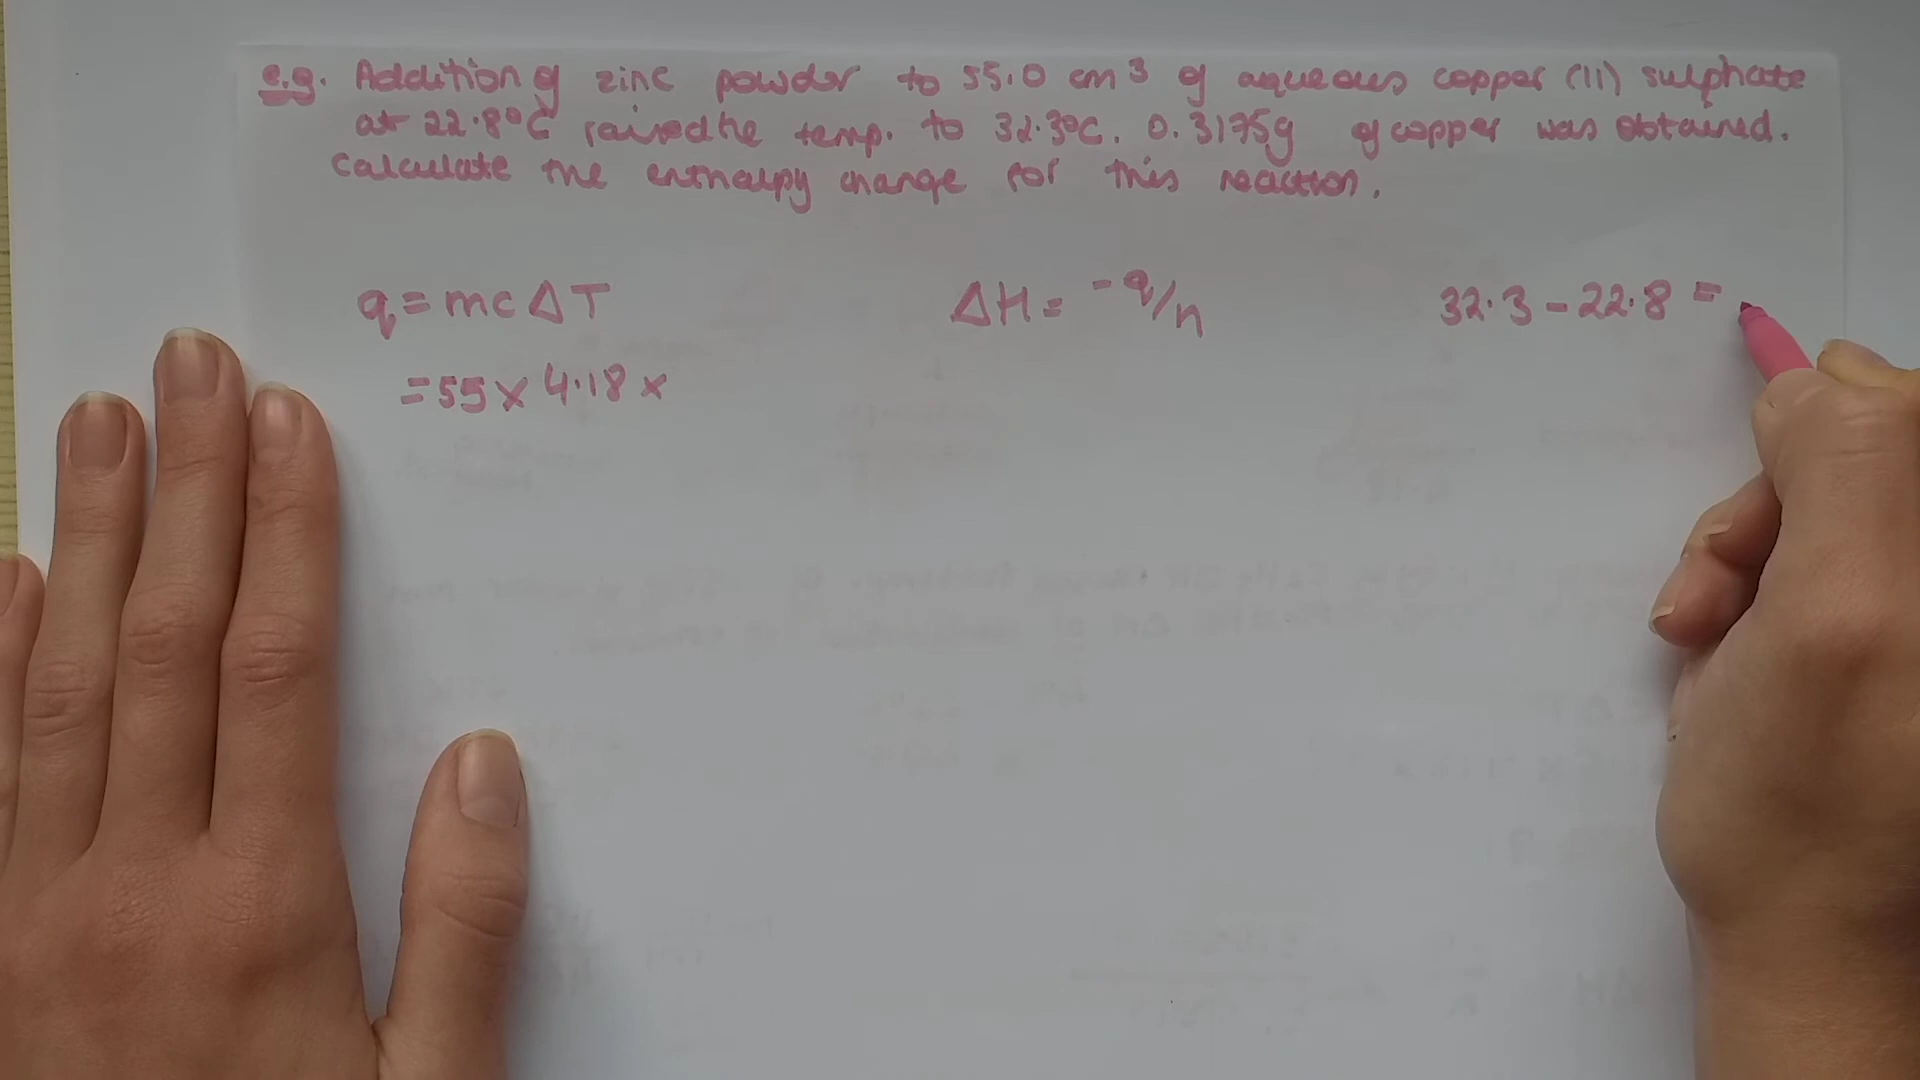 e.g. Addition of zinc powder to 55.0 cm³ of aqueous copper (11) sulphate
at 22.8°C raised the temp. to 32.3°C. 0.3175g of copper was obtained.
Calculate the enthalpy change for this reaction.
q = mcΔT ΔH = -q/n 32.3 - 22.8 =
= 55 x 4.18 x